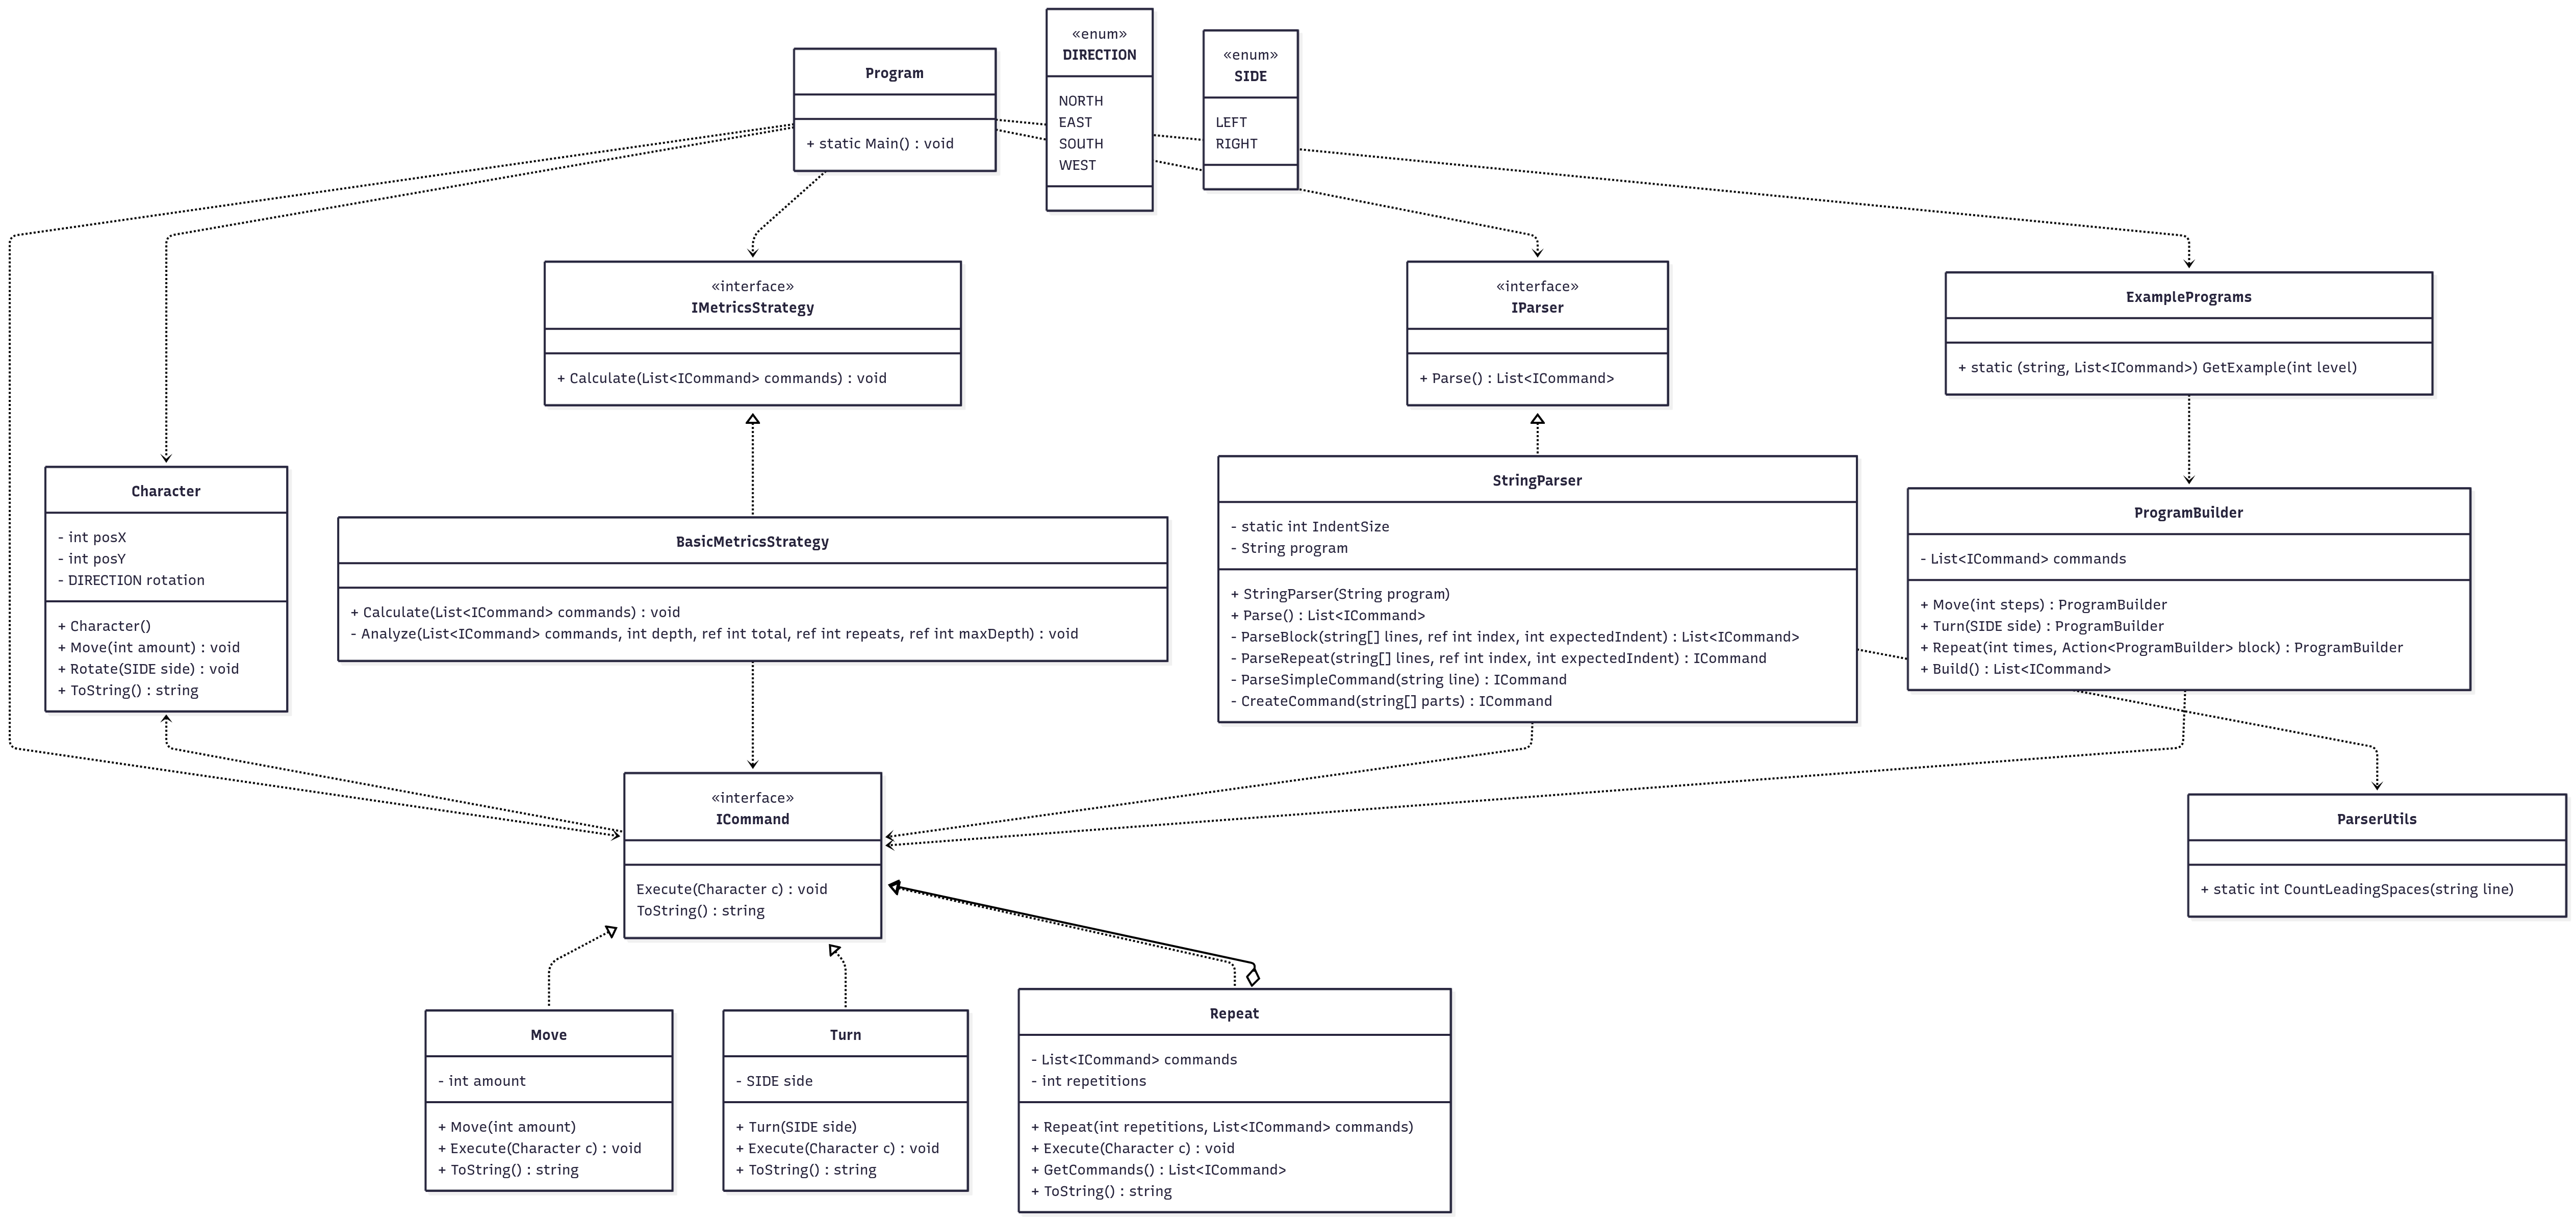 Program
+ static Main() : void
«enum»
DIRECTION
NORTH
EAST
SOUTH
WEST
«enum»
SIDE
LEFT
RIGHT
«interface»
IMetricsStrategy
+ Calculate(List<ICommand> commands) : void
«interface»
IParser
+ Parse() : List<ICommand>
ExamplePrograms
+ static (string, List<ICommand>) GetExample(int level)
Character
- int posX
- int posY
- DIRECTION rotation
+ Character()
+ Move(int amount) : void
+ Rotate(SIDE side) : void
+ ToString() : string
BasicMetricsStrategy
+ Calculate(List<ICommand> commands) : void
- Analyze(List<ICommand> commands, int depth, ref int total, ref int repeats, ref int maxDepth) : void
StringParser
- static int IndentSize
- String program
+ StringParser(String program)
+ Parse() : List<ICommand>
- ParseBlock(string[] lines, ref int index, int expectedIndent) : List<ICommand>
- ParseRepeat(string[] lines, ref int index, int expectedIndent) : ICommand
- ParseSimpleCommand(string line) : ICommand
- CreateCommand(string[] parts) : ICommand
ProgramBuilder
- List<ICommand> commands
+ Move(int steps) : ProgramBuilder
+ Turn(SIDE side) : ProgramBuilder
+ Repeat(int times, Action<ProgramBuilder> block) : ProgramBuilder
+ Build() : List<ICommand>
«interface»
ICommand
Execute(Character c) : void
ToString() : string
ParserUtils
+ static int CountLeadingSpaces(string line)
Move
- int amount
+ Move(int amount)
+ Execute(Character c) : void
+ ToString() : string
Turn
- SIDE side
+ Turn(SIDE side)
+ Execute(Character c) : void
+ ToString() : string
Repeat
- List<ICommand> commands
- int repetitions
+ Repeat(int repetitions, List<ICommand> commands)
+ Execute(Character c) : void
+ GetCommands() : List<ICommand>
+ ToString() : string